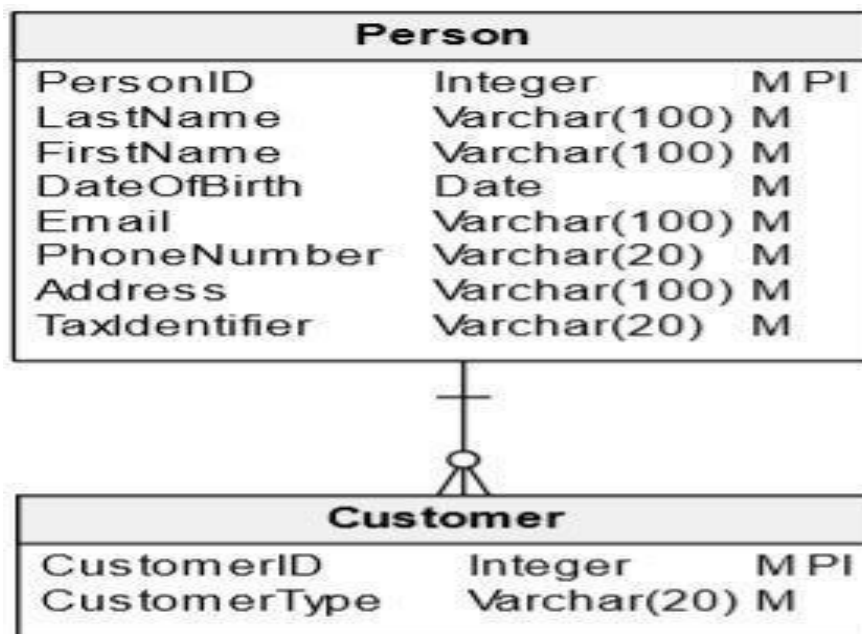 Person
PersonID Integer M PI
LastName Varchar(100) M
FirstName Varchar(100) M
DateOfBirth Date M
Email Varchar(100) M
PhoneNumber Varchar(20) M
Address Varchar(100) M
TaxIdentifier Varchar(20) M
Customer
CustomerID Integer M PI
CustomerType Varchar(20) M